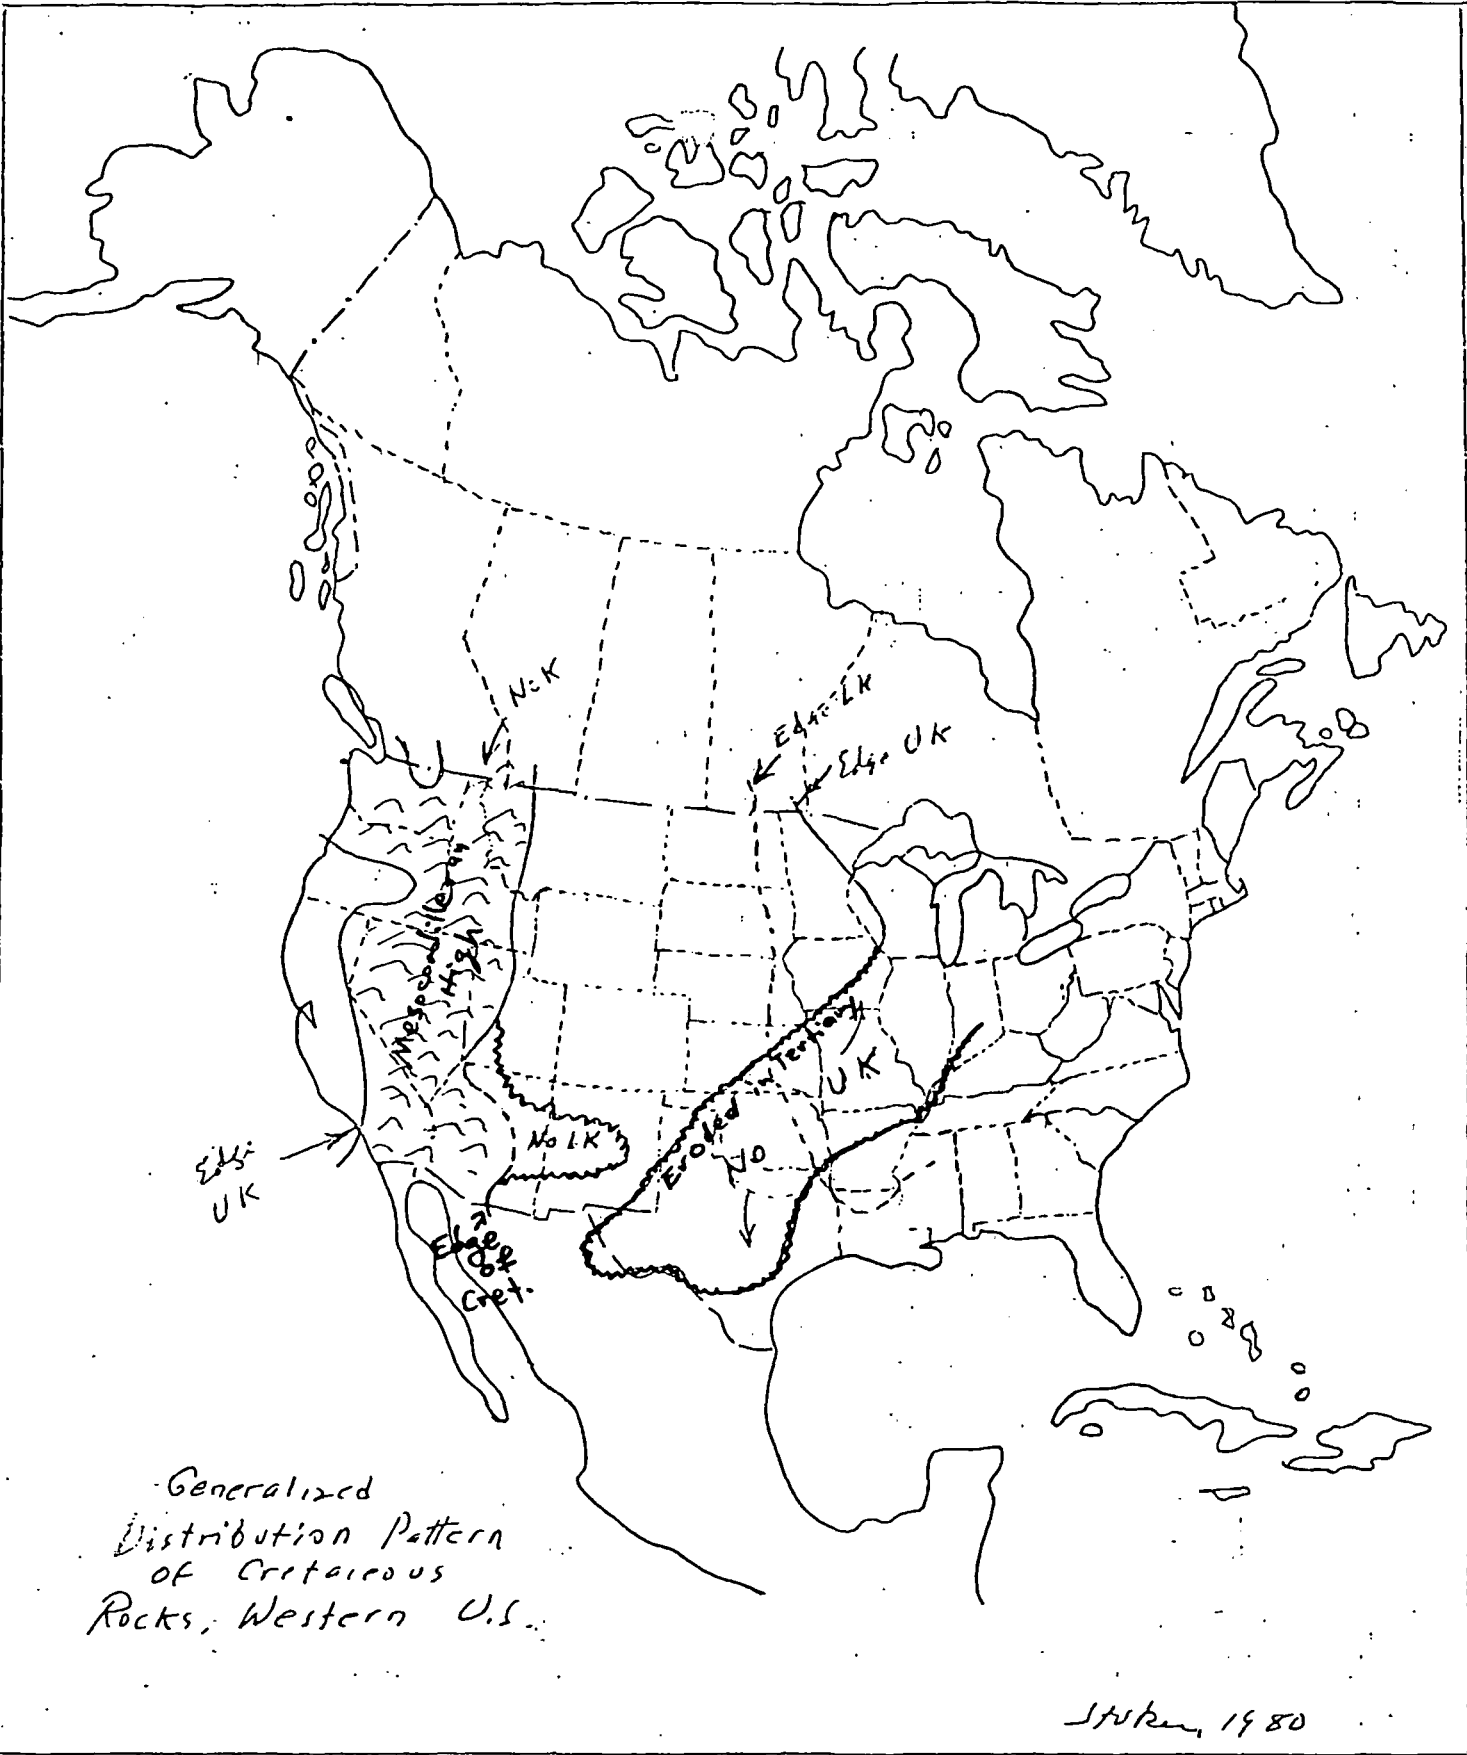 No K
Edge LK
Edge UK
Mesocordilleran
High
Eroded in Tertiary
UK
No LK
Edge
UK
Edge
of
Cret.
Generalized
Distribution Pattern
of Cretaceous
Rocks, Western U.S.
1980